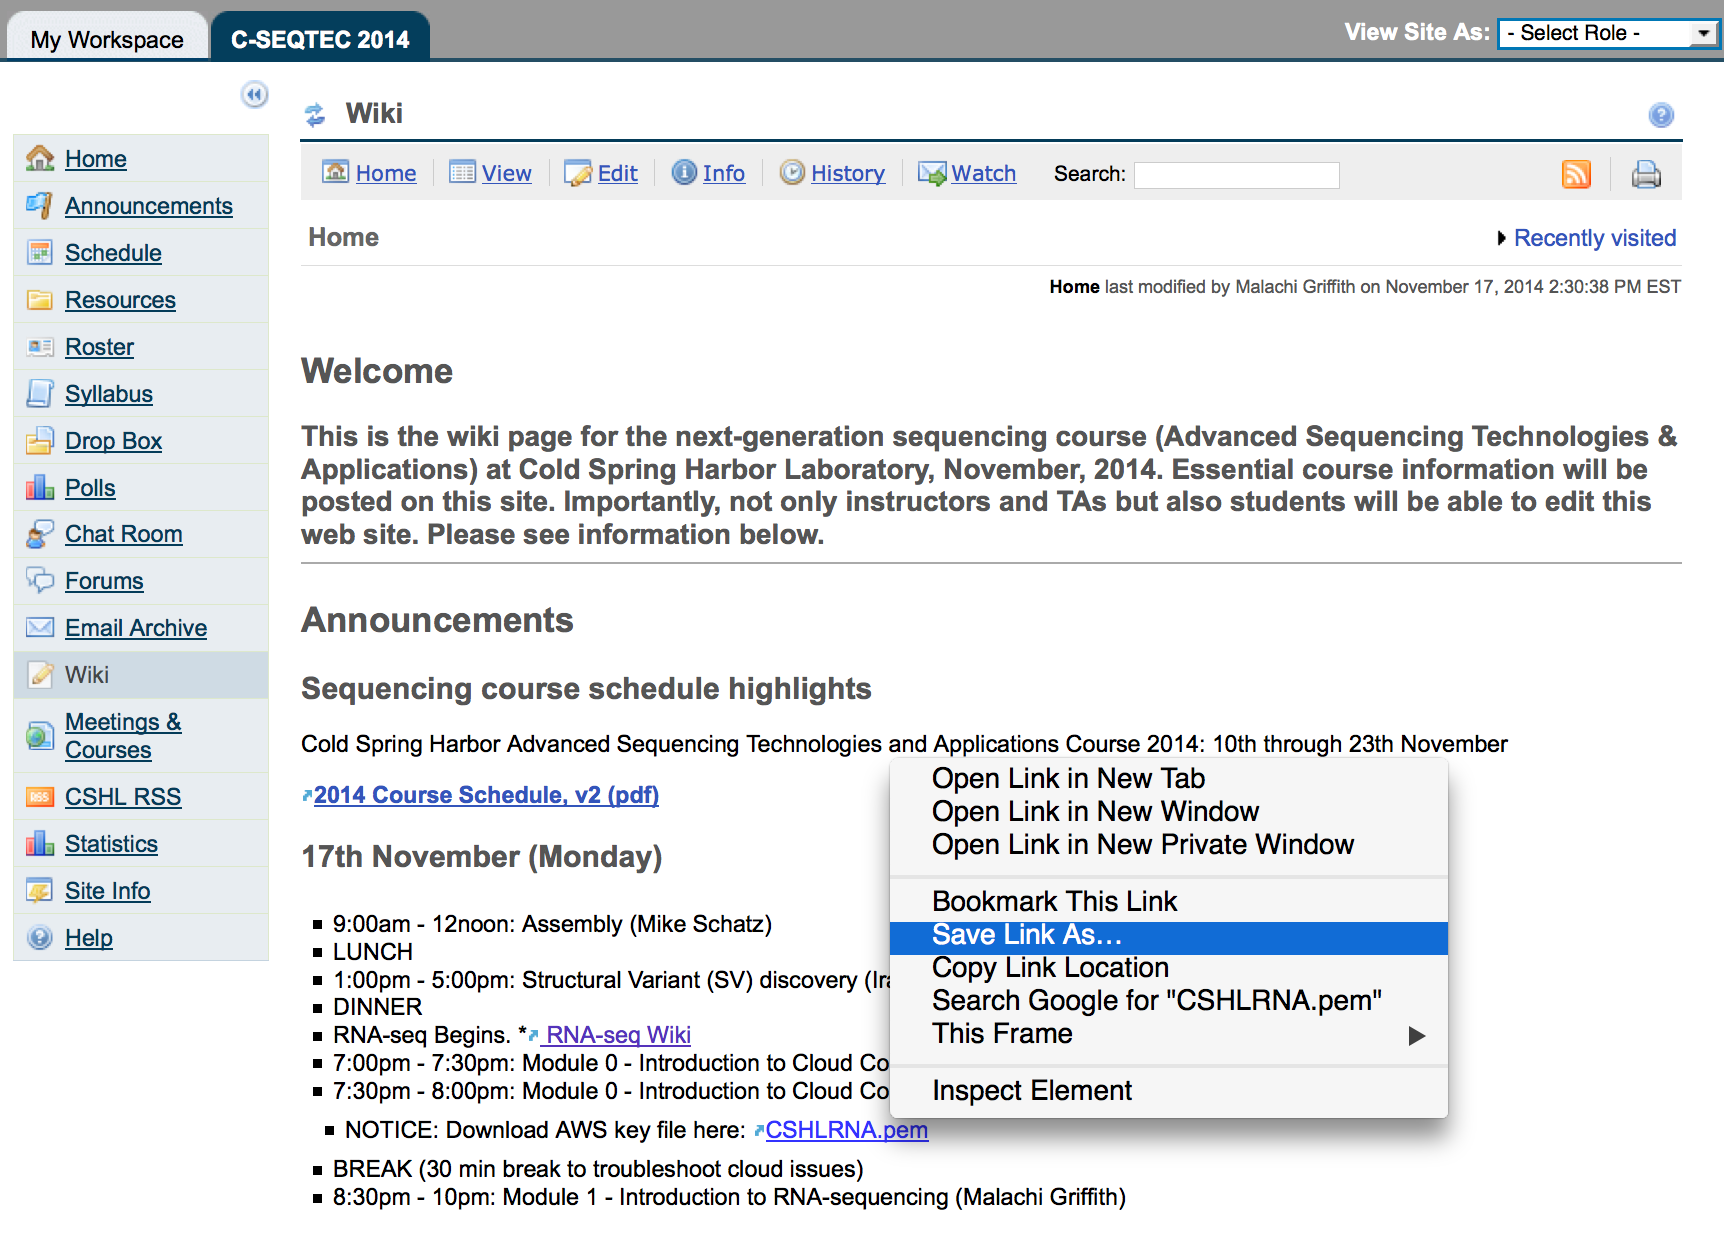 My Workspace
C-SEQTEC 2014
View Site As:
- Select Role -
Home
Announcements
Schedule
Resources
Roster
Syllabus
Drop Box
Polls
Chat Room
Forums
Email Archive
Wiki
Meetings &
Courses
RSS
CSHL RSS
Statistics
Site Info
Help
Wiki
Home
View
Edit
Info
History
Watch
Search:
Home
Recently visited
Home last modified by Malachi Griffith on November 17, 2014 2:30:38 PM EST
Welcome
This is the wiki page for the next-generation sequencing course (Advanced Sequencing Technologies &
Applications) at Cold Spring Harbor Laboratory, November, 2014. Essential course information will be
posted on this site. Importantly, not only instructors and TAs but also students will be able to edit this
web site. Please see information below.
Announcements
Sequencing course schedule highlights
Cold Spring Harbor Advanced Sequencing Technologies and Applications Course 2014: 10th through 23th November
2014 Course Schedule, v2 (pdf)
17th November (Monday)
9:00am - 12noon: Assembly (Mike Schatz)
LUNCH
1:00pm - 5:00pm: Structural Variant (SV) discovery (Ira
DINNER
RNA-seq Begins. * RNA-seq Wiki
7:00pm - 7:30pm: Module 0 - Introduction to Cloud Co
7:30pm - 8:00pm: Module 0 - Introduction to Cloud Co
NOTICE: Download AWS key file here: CSHLRNA.pem
BREAK (30 min break to troubleshoot cloud issues)
8:30pm - 10pm: Module 1 - Introduction to RNA-sequencing (Malachi Griffith)
Open Link in New Tab
Open Link in New Window
Open Link in New Private Window
Bookmark This Link
Save Link As...
Copy Link Location
Search Google for "CSHLRNA.pem"
This Frame
Inspect Element